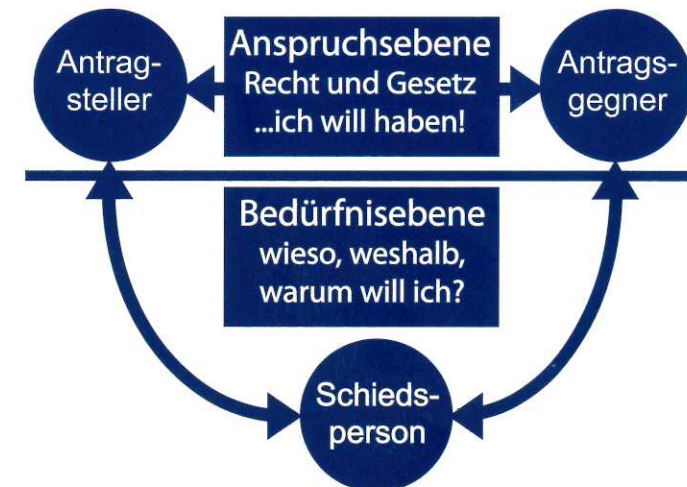 Antrag-
steller
Anspruchsebene
Recht und Gesetz
...ich will haben!
Antrags-
gegner
Bedürfnisebene
wieso, weshalb,
warum will ich?
Schieds-
person